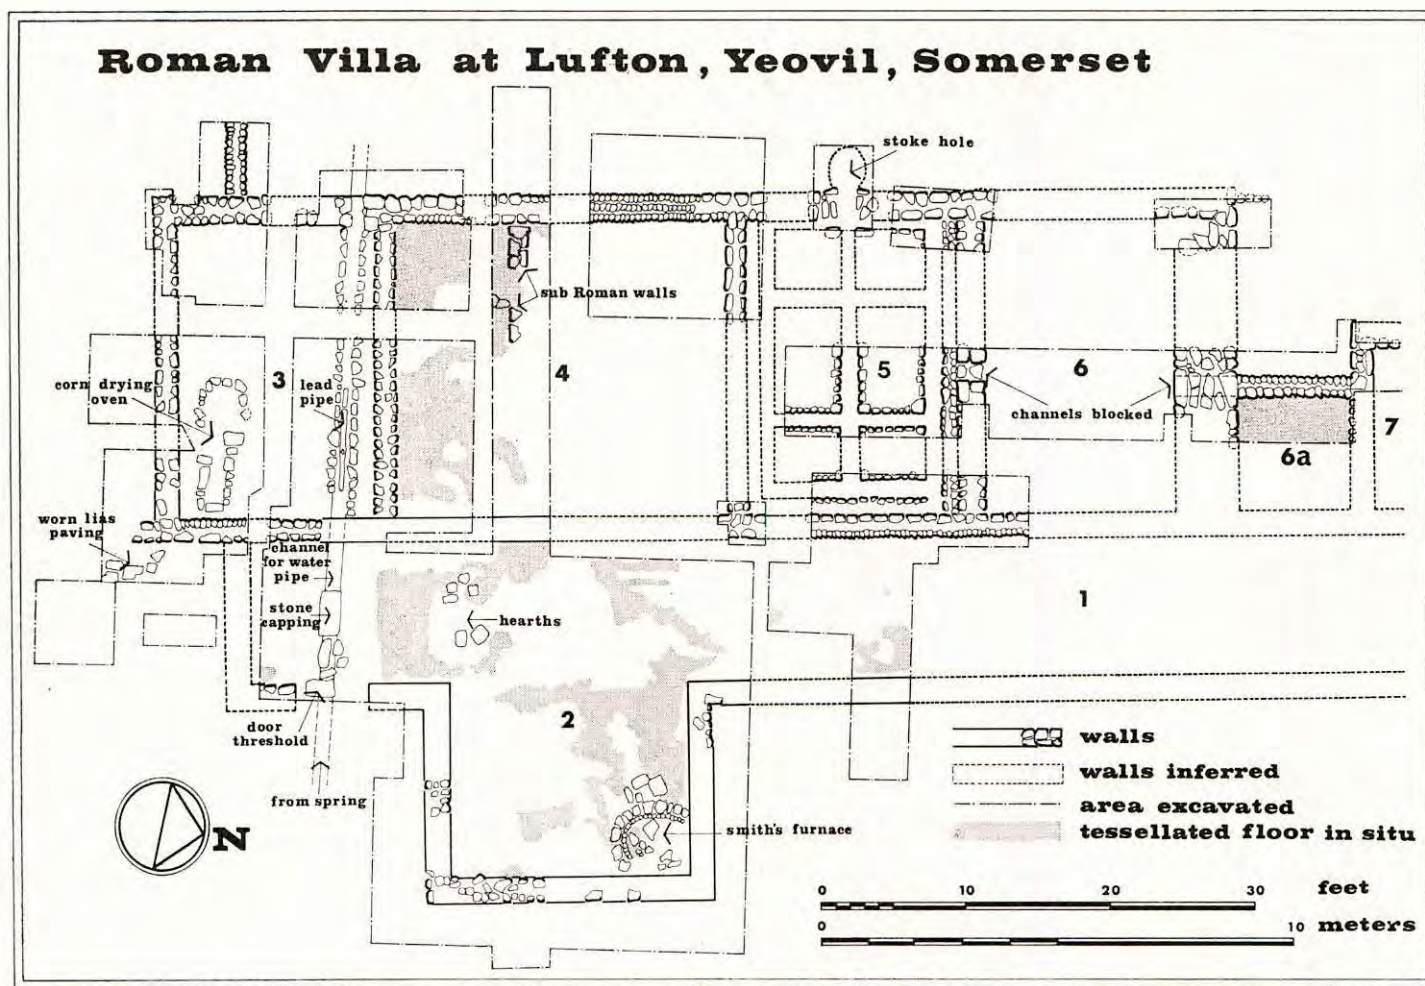 Roman Villa at Lufton, Yeovil, Somerset
stoke hole
sub Roman walls
corn drying
oven
3
lead
pipe
4
5
6
channels blocked
7
6a
worn lias
paving
channel
for water
pipe
stone
capping
hearths
1
door
threshold
2
from spring
smith's furnace
N
walls
walls inferred
area excavated
tessellated floor in situ
0 10 20 30 feet
0 10 meters